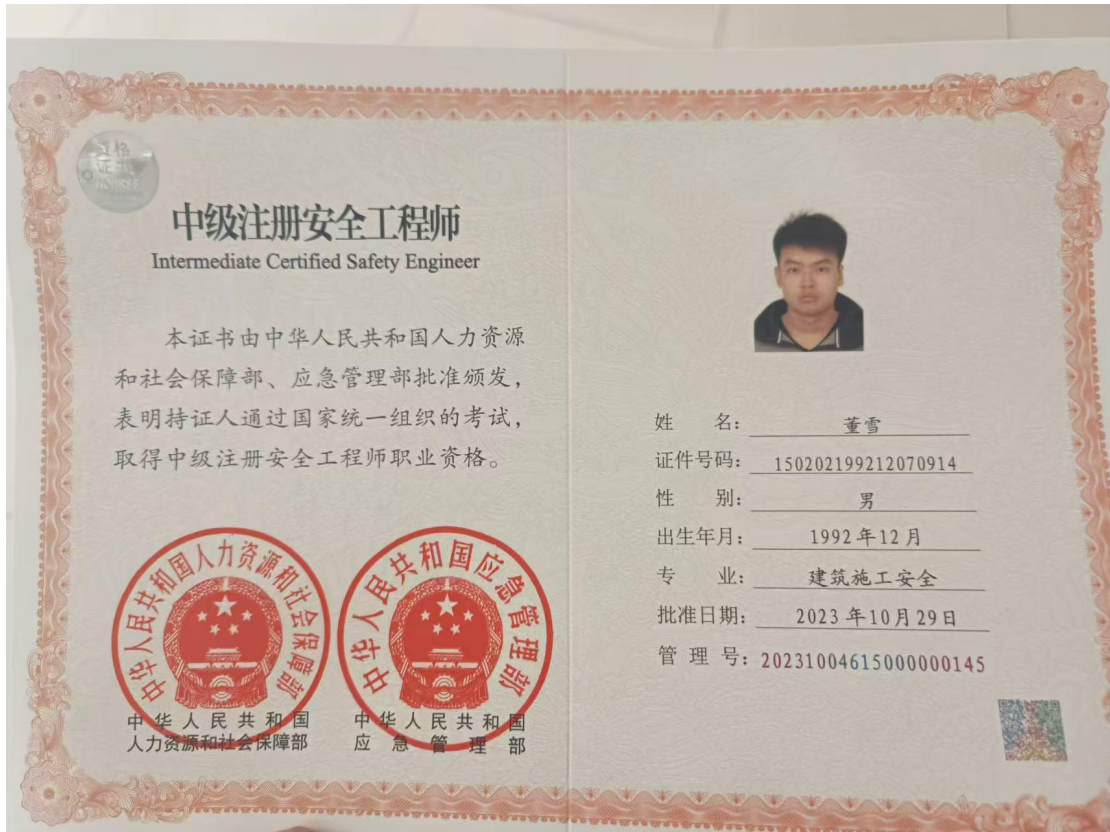 资格
证书
中级注册安全工程师
Intermediate Certified Safety Engineer
本证书由中华人民共和国人力资源
和社会保障部、应急管理部批准颁发，
表明持证人通过国家统一组织的考试，
取得中级注册安全工程师职业资格。
中华人民共和国人力资源和社会保障部
中华人民共和国
人力资源和社会保障部
中华人民共和国应急管理部
中华人民共和国
应急管理部
姓 名： 董雪
证件号码： 150202199212070914
性 别： 男
出生年月： 1992年12月
专 业： 建筑施工安全
批准日期： 2023年10月29日
管 理 号： 20231004615000000145